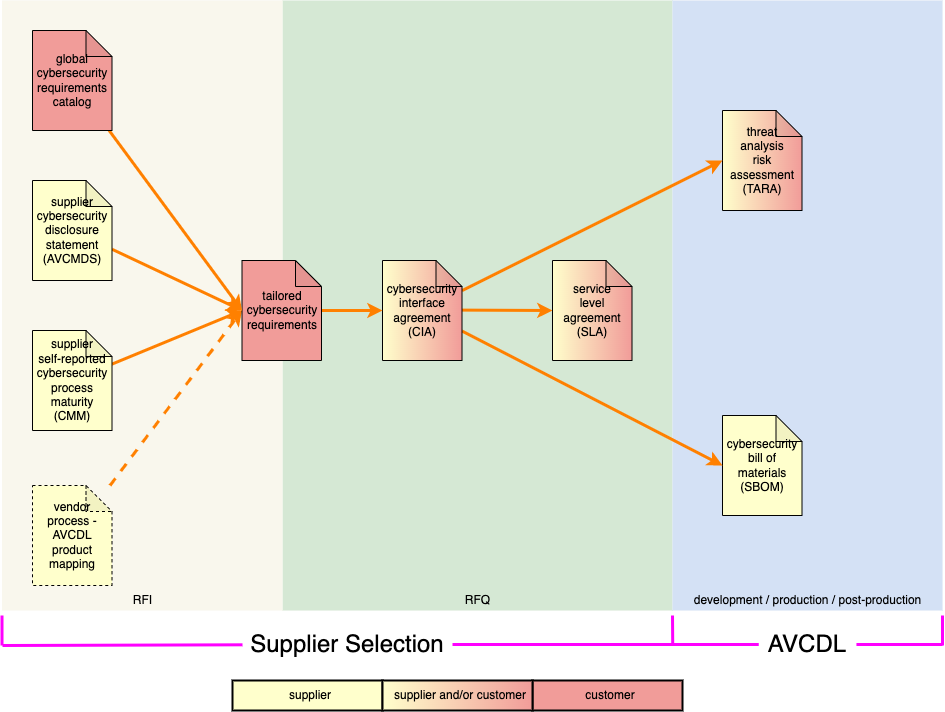 global
cybersecurity
requirements
catalog
supplier
cybersecurity
disclosure
statement
(AVCMDS)
supplier
self-reported
cybersecurity
process
maturity
(CMM)
vendor
process -
AVCDL
product
mapping
tailored
cybersecurity
requirements
cybersecurity
interface
agreement
(CIA)
service
level
agreement
(SLA)
threat
analysis
risk
assessment
(TARA)
cybersecurity
bill of
materials
(SBOM)
RFI
RFQ
development / production / post-production
Supplier Selection
AVCDL
supplier
supplier and/or customer
customer